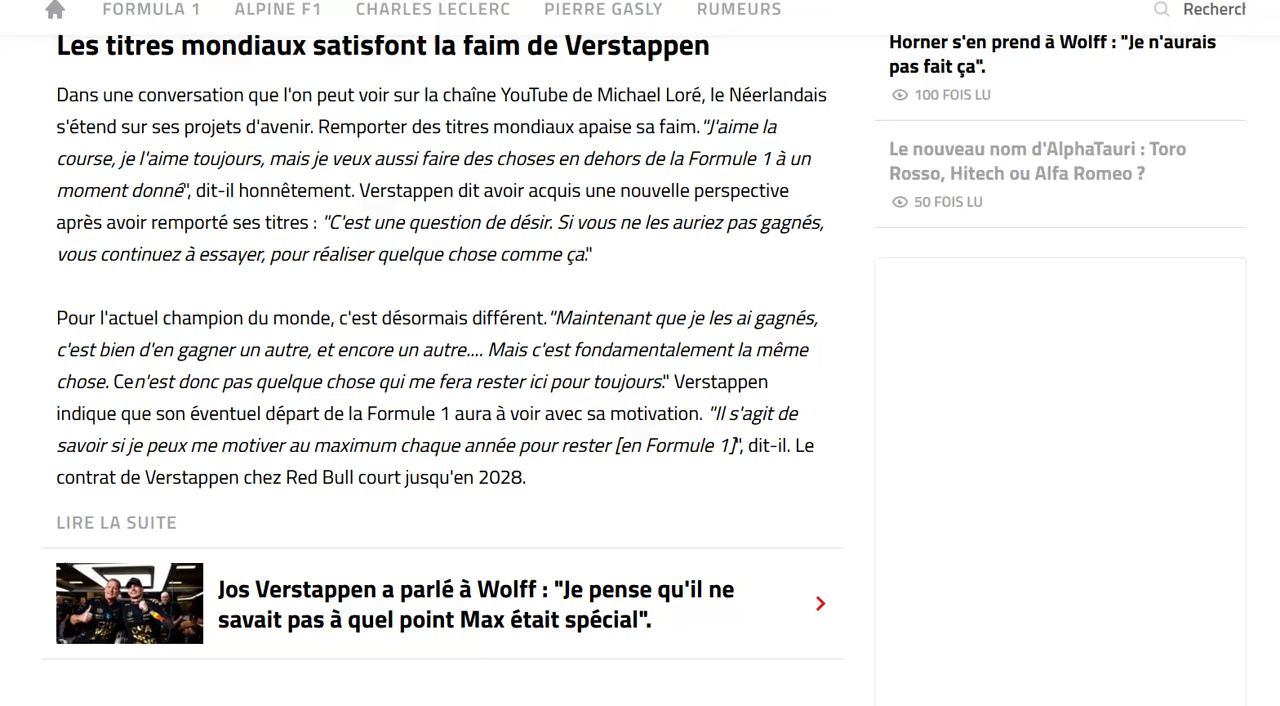 FORMULA 1 ALPINE F1 CHARLES LECLERC PIERRE GASLY RUMEURS Recherch
Les titres mondiaux satisfont la faim de Verstappen
Dans une conversation que l'on peut voir sur la chaîne YouTube de Michael Loré, le Néerlandais
s'étend sur ses projets d'avenir. Remporter des titres mondiaux apaise sa faim."J'aime la
course, je l'aime toujours, mais je veux aussi faire des choses en dehors de la Formule 1 à un
moment donné", dit-il honnêtement. Verstappen dit avoir acquis une nouvelle perspective
après avoir remporté ses titres : "C'est une question de désir. Si vous ne les auriez pas gagnés,
vous continuez à essayer, pour réaliser quelque chose comme ça."
Pour l'actuel champion du monde, c'est désormais différent."Maintenant que je les ai gagnés,
c'est bien d'en gagner un autre, et encore un autre.... Mais c'est fondamentalement la même
chose. Cen'est donc pas quelque chose qui me fera rester ici pour toujours." Verstappen
indique que son éventuel départ de la Formule 1 aura à voir avec sa motivation. "Il s'agit de
savoir si je peux me motiver au maximum chaque année pour rester [en Formule 1]", dit-il. Le
contrat de Verstappen chez Red Bull court jusqu'en 2028.
LIRE LA SUITE
Jos Verstappen a parlé à Wolff : "Je pense qu'il ne
savait pas à quel point Max était spécial".
Horner s'en prend à Wolff : "Je n'aurais
pas fait ça".
100 FOIS LU
Le nouveau nom d'AlphaTauri : Toro
Rosso, Hitech ou Alfa Romeo ?
50 FOIS LU